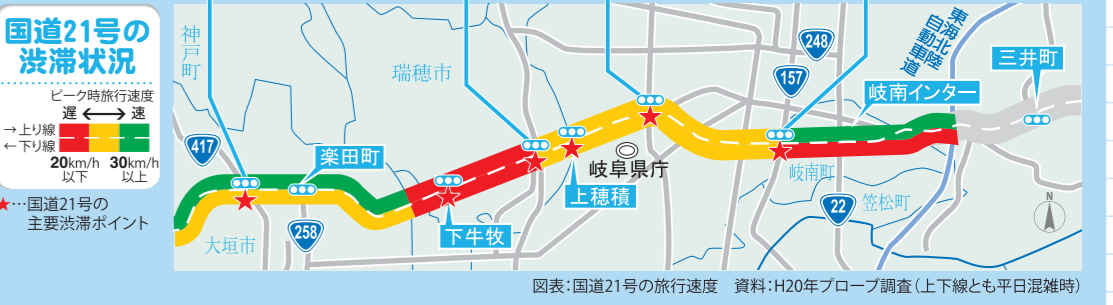 国道21号の
渋滞状況
ピーク時旅行速度
遅 速
→上り線
←下り線
20km/h
以下
30km/h
以上
★…国道21号の
主要渋滞ポイント
神戸町
瑞穂市
417
大垣市
258
楽田町
下牛牧
上穂積
岐阜県庁
248
157
東海北陸
自動車道
岐南インター
三井町
岐南町
22
笠松町
N
図表：国道21号の旅行速度 資料：H20年プローブ調査（上下線とも平日混雑時）